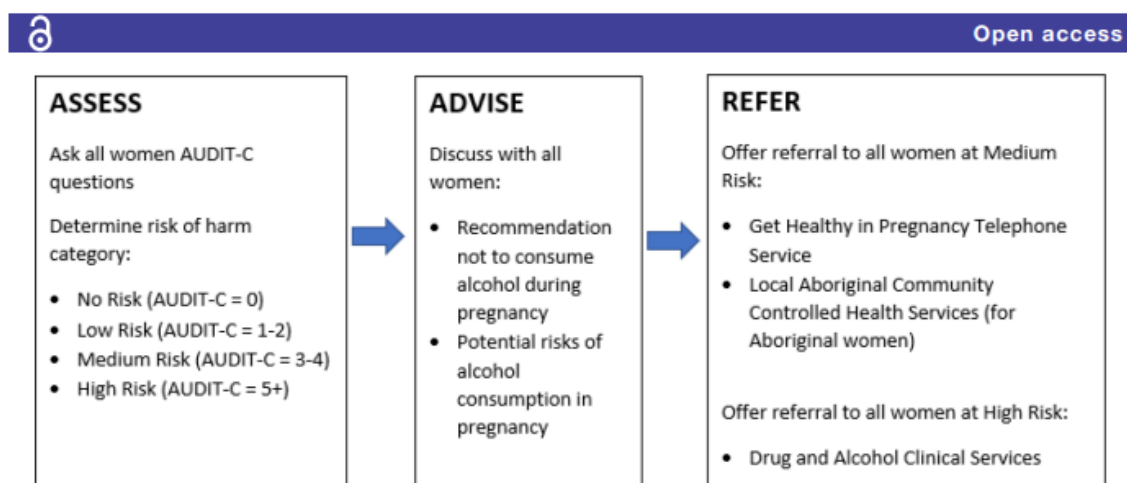 Open access
ASSESS
Ask all women AUDIT-C
questions
Determine risk of harm
category:
• No Risk (AUDIT-C = 0)
• Low Risk (AUDIT-C = 1-2)
• Medium Risk (AUDIT-C = 3-4)
• High Risk (AUDIT-C = 5+)
ADVISE
Discuss with all
women:
• Recommendation
not to consume
alcohol during
pregnancy
• Potential risks of
alcohol
consumption in
pregnancy
REFER
Offer referral to all women at Medium
Risk:
• Get Healthy in Pregnancy Telephone
Service
• Local Aboriginal Community
Controlled Health Services (for
Aboriginal women)
Offer referral to all women at High Risk:
• Drug and Alcohol Clinical Services